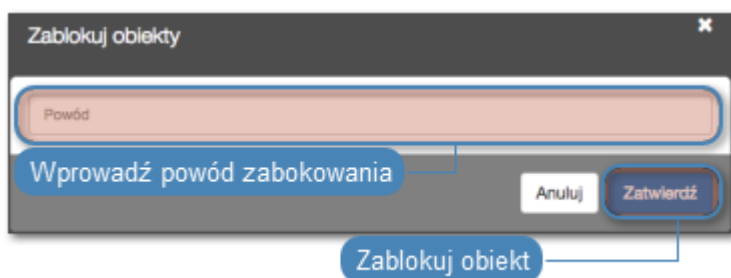 Zablokuj obiekty
Powód
Wprowadź powód zabokowania
Anuluj
Zatwierdź
Zablokuj obiekt